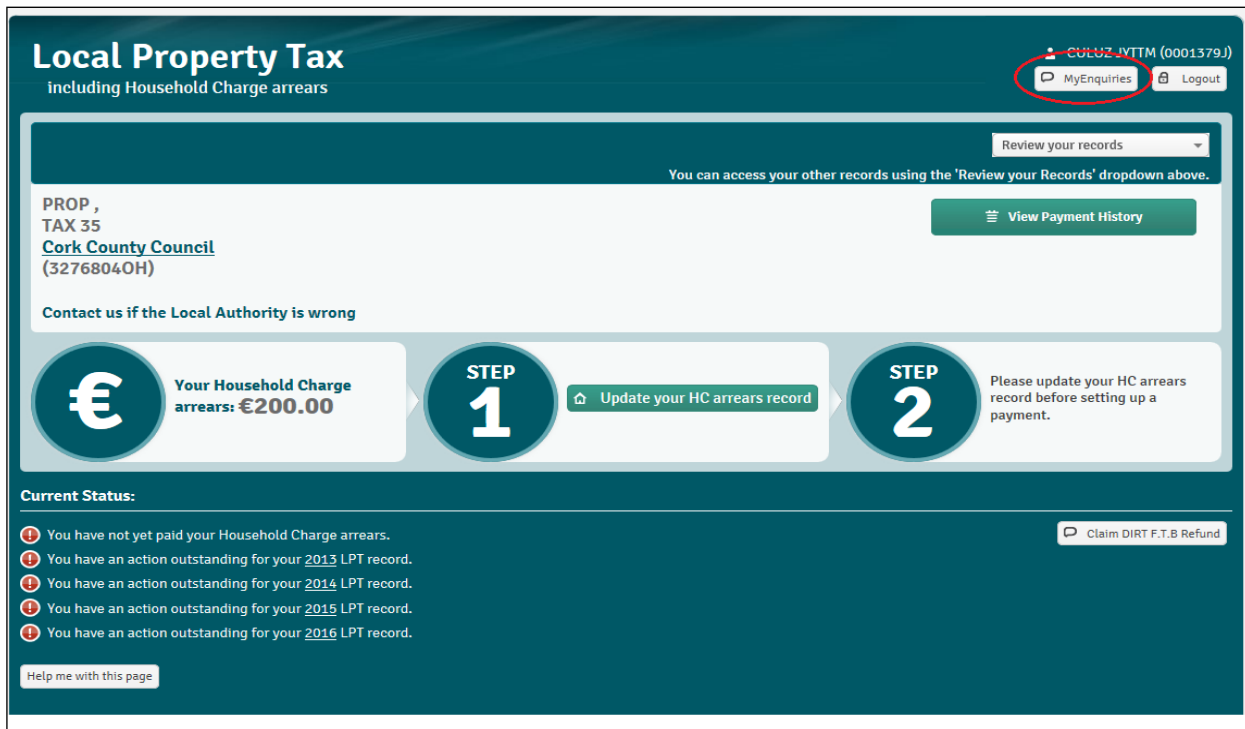 Local Property Tax
including Household Charge arrears
CULUZ JYTTM (0001379J)
MyEnquiries
Logout
Review your records
You can access your other records using the 'Review your Records' dropdown above.
PROP ,
TAX 35
Cork County Council
(3276804OH)
View Payment History
Contact us if the Local Authority is wrong
€
Your Household Charge
arrears: €200.00
STEP
1
Update your HC arrears record
STEP
2
Please update your HC arrears
record before setting up a
payment.
Current Status:
You have not yet paid your Household Charge arrears.
You have an action outstanding for your 2013 LPT record.
You have an action outstanding for your 2014 LPT record.
You have an action outstanding for your 2015 LPT record.
You have an action outstanding for your 2016 LPT record.
Claim DIRT F.T.B Refund
Help me with this page